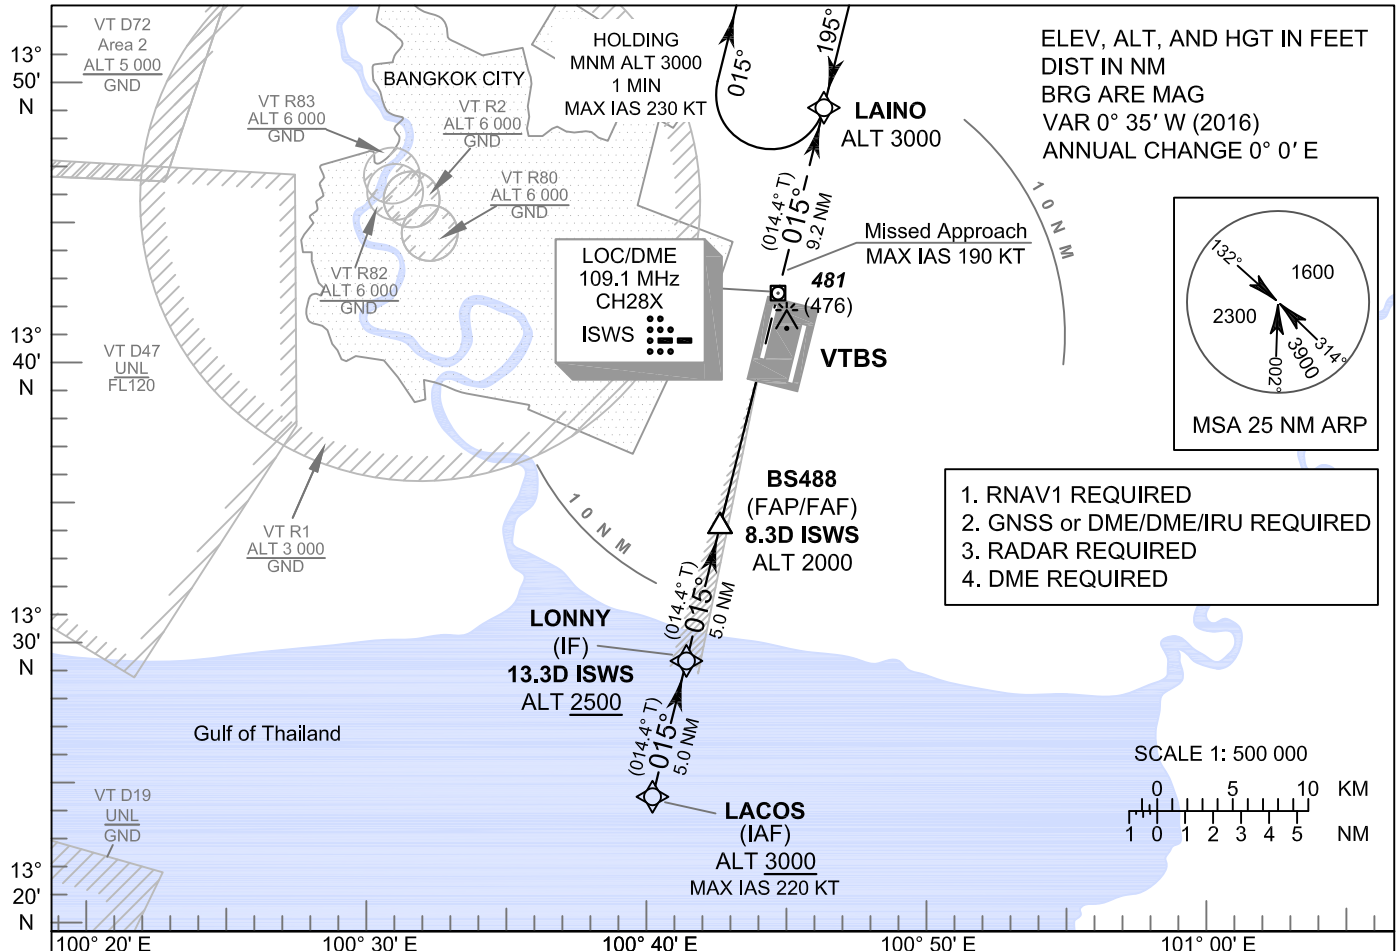 VT D72
Area 2
ALT 5 000
GND
13°
50'
N
BANGKOK CITY
HOLDING
MNM ALT 3000
1 MIN
MAX IAS 230 KT
015°
195°
LAINO
ALT 3000
ELEV, ALT, AND HGT IN FEET
DIST IN NM
BRG ARE MAG
VAR 0° 35' W (2016)
ANNUAL CHANGE 0° 0' E
VT R83
ALT 6 000
GND
VT R2
ALT 6 000
GND
VT R80
ALT 6 000
GND
VT R82
ALT 6 000
GND
(014.4° T)
015°
9.2 NM
10 NM
Missed Approach
MAX IAS 190 KT
LOC/DME
109.1 MHz
CH28X
ISWS
481
(476)
VTBS
132°
1600
2300
3900
314°
002°
MSA 25 NM ARP
13°
40'
N
VT D47
UNL
FL120
VT R1
ALT 3 000
GND
10 NM
BS488
(FAP/FAF)
8.3D ISWS
ALT 2000
1. RNAV1 REQUIRED
2. GNSS or DME/DME/IRU REQUIRED
3. RADAR REQUIRED
4. DME REQUIRED
(014.4° T)
015°
5.0 NM
13°
30'
N
LONNY
(IF)
13.3D ISWS
ALT 2500
(014.4° T)
015°
5.0 NM
Gulf of Thailand
LACOS
(IAF)
ALT 3000
MAX IAS 220 KT
SCALE 1: 500 000
0 5 10 KM
1 0 1 2 3 4 5 NM
VT D19
UNL
GND
13°
20'
N
100° 20' E 100° 30' E 100° 40' E 100° 50' E 101° 00' E